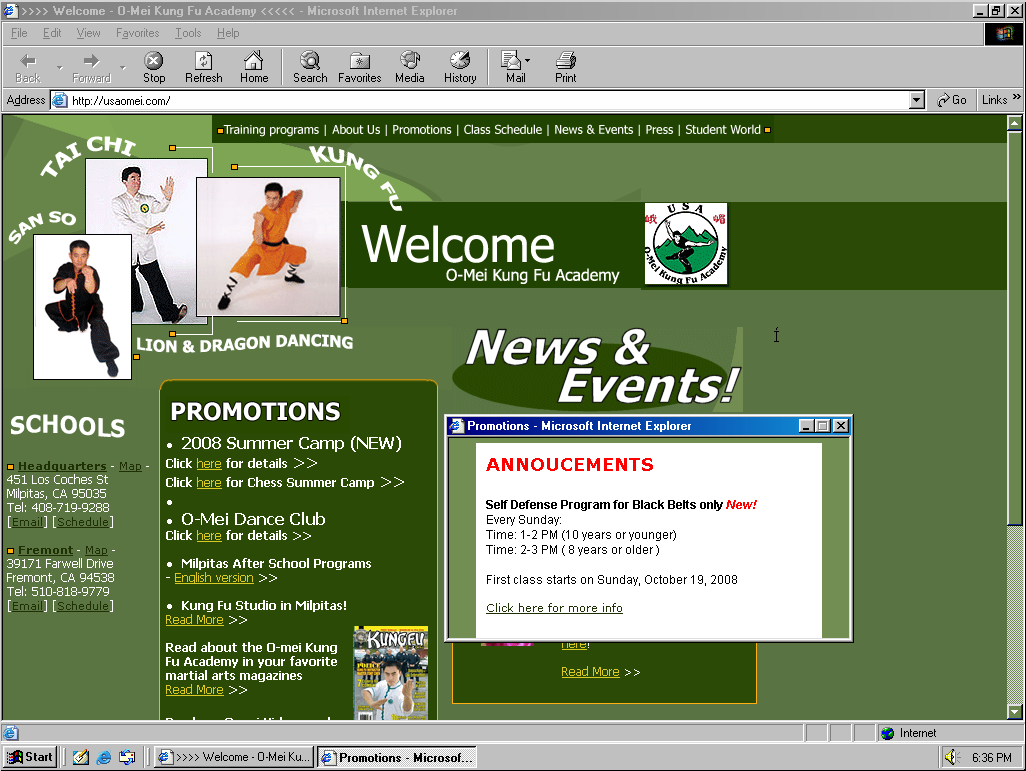 >>>> Welcome - O-Mei Kung Fu Academy <<<<< - Microsoft Internet Explorer
File Edit View Favorites Tools Help
Back Forward Stop Refresh Home Search Favorites Media History Mail Print
Address http://usaomei.com/ Go Links »
Training programs | About Us | Promotions | Class Schedule | News & Events | Press | Student World
TAI CHI
KUNG FU
SAN SO
LION & DRAGON DANCING
Welcome
O-Mei Kung Fu Academy
USA
O-Mei Kung Fu Academy
News &
Events!
SCHOOLS
Headquarters - Map -
451 Los Coches St
Milpitas, CA 95035
Tel: 408-719-9288
[Email] [Schedule]
Fremont - Map -
39171 Farwell Drive
Fremont, CA 94538
Tel: 510-818-9779
[Email] [Schedule]
PROMOTIONS
• 2008 Summer Camp (NEW)
Click here for details >>
Click here for Chess Summer Camp >>
•
• O-Mei Dance Club
Click here for details >>
• Milpitas After School Programs
- English version >>
• Kung Fu Studio in Milpitas!
Read More >>
Read about the O-mei Kung
Fu Academy in your favorite
martial arts magazines
Read More >>
KUNGFU
Promotions - Microsoft Internet Explorer
ANNOUCEMENTS
Self Defense Program for Black Belts only New!
Every Sunday:
Time: 1-2 PM (10 years or younger)
Time: 2-3 PM ( 8 years or older )
First class starts on Sunday, October 19, 2008
Click here for more info
here!
Read More >>
Internet
Start >>>> Welcome - O-Mei Ku... Promotions - Microsof... 6:36 PM